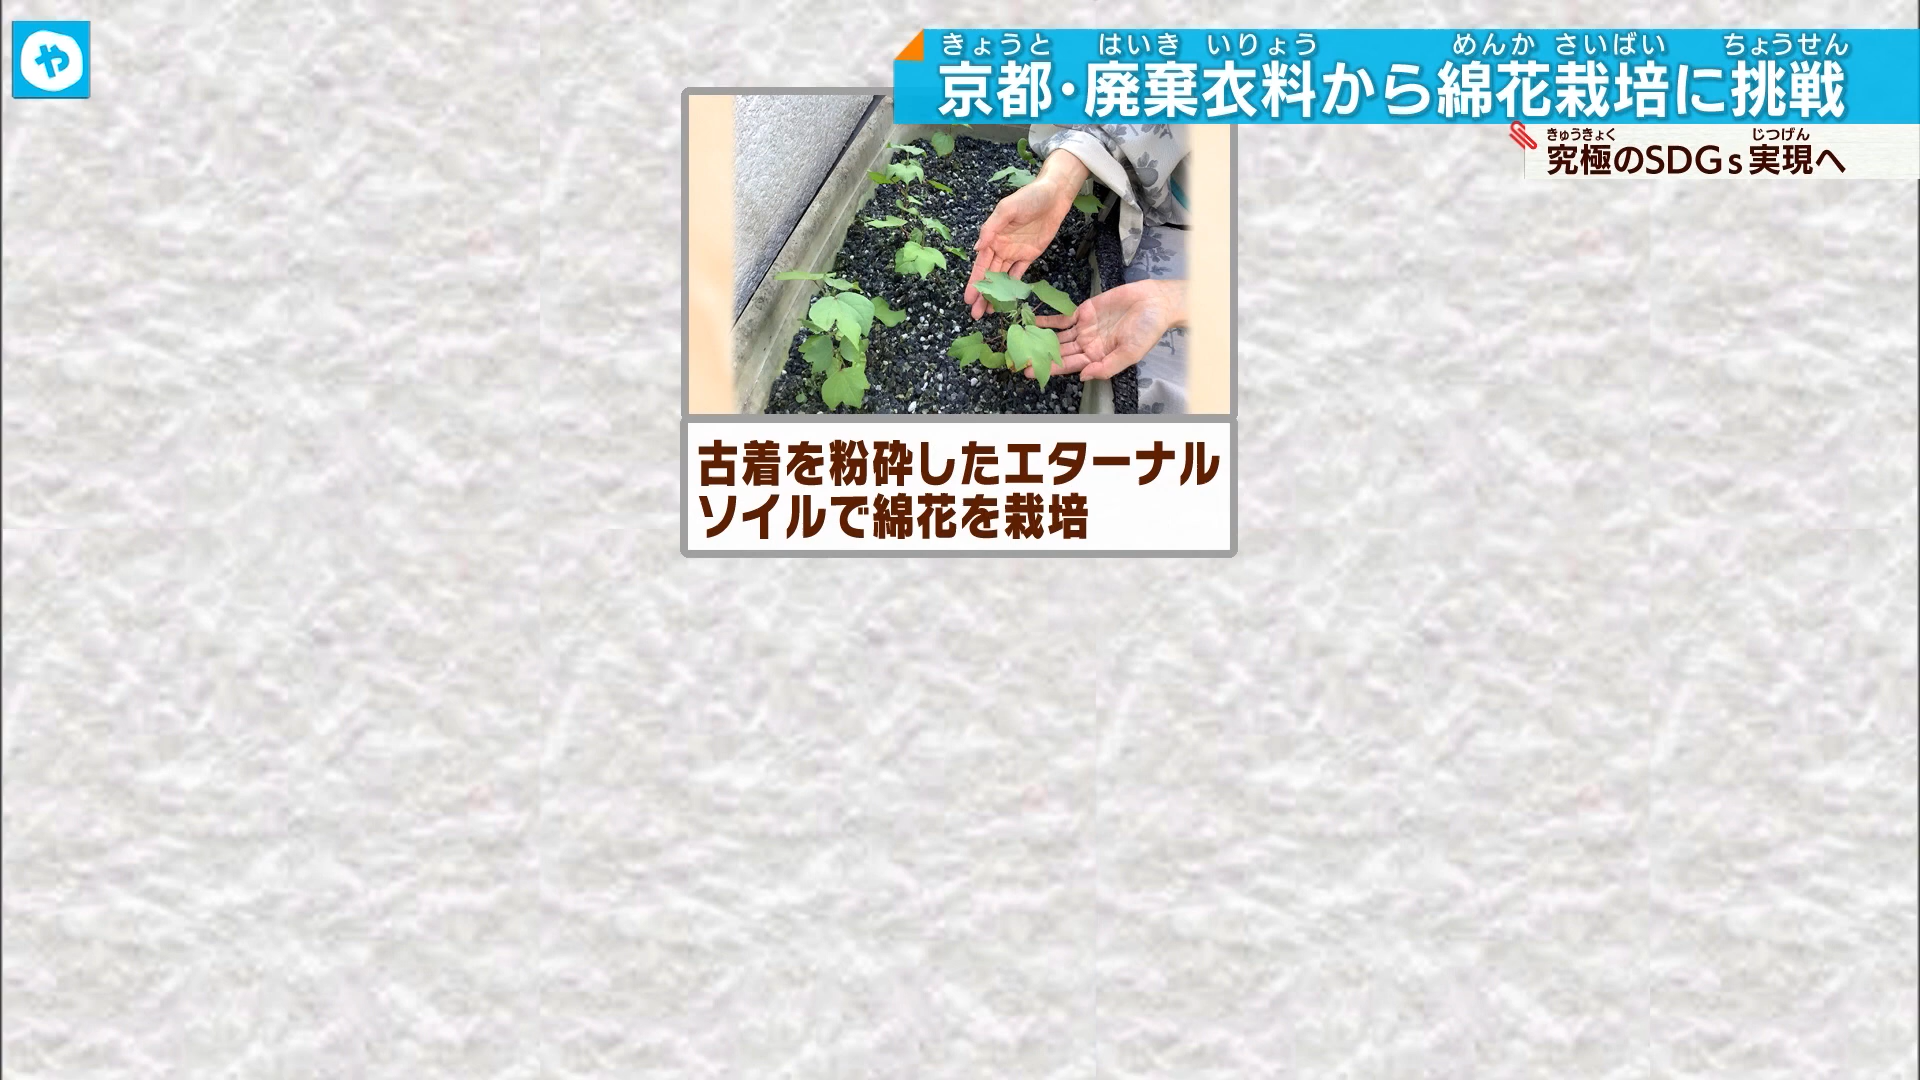 や
きょうと はいき いりょう めんか さいばい ちょうせん
京都・廃棄衣料から綿花栽培に挑戦
きゅうきょく じつげん
究極のSDGs実現へ
古着を粉砕したエターナル
ソイルで綿花を栽培